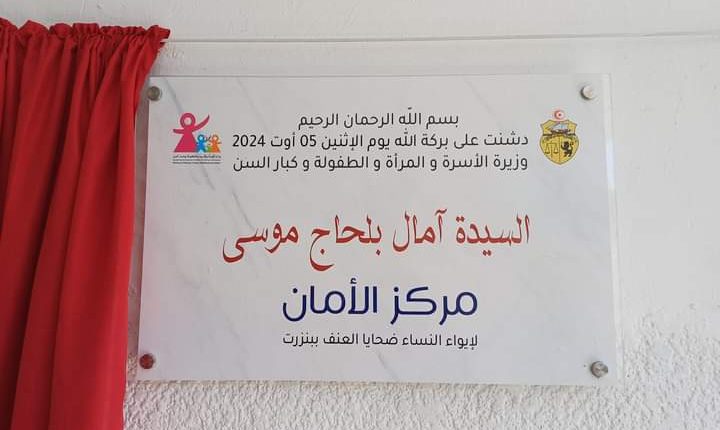 بسم الله الرحمان الرحيم
دشنت على بركة الله يوم الإثنين 05 أوت 2024
وزيرة الأسرة و المرأة و الطفولة و كبار السن
السيدة آمال بلحاج موسى
مركز الأمان
لإيواء النساء ضحايا العنف ببنزرت